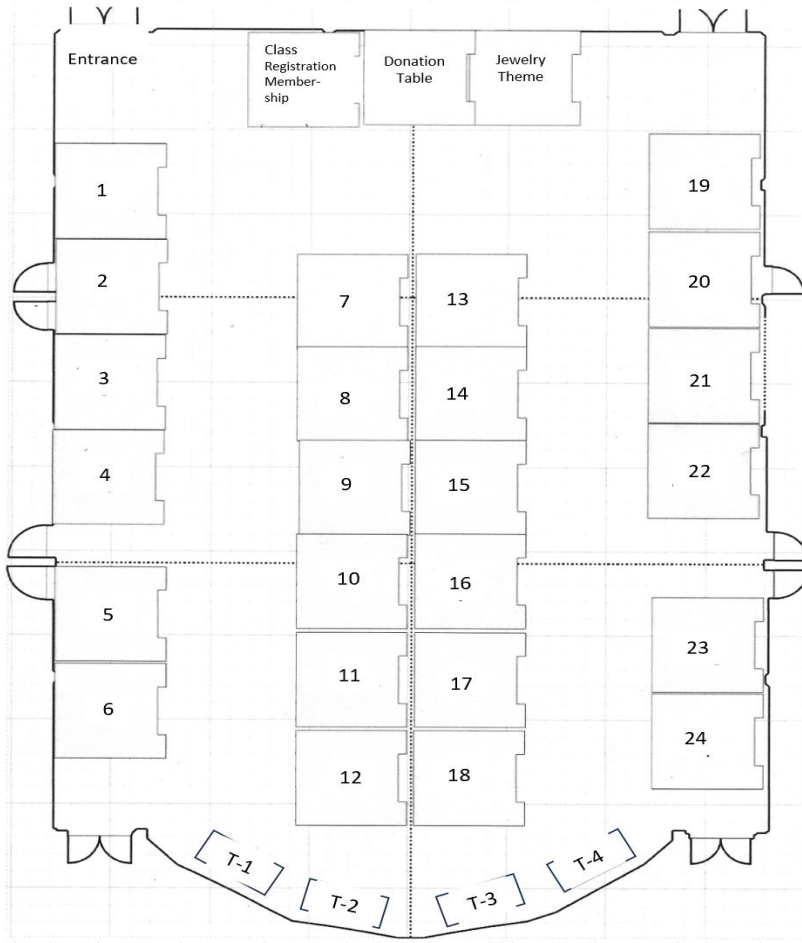 Entrance
Class
Registration
Member-
ship
Donation
Table
Jewelry
Theme
1
2
3
4
5
6
7
8
9
10
11
12
13
14
15
16
17
18
19
20
21
22
23
24
T-1
T-2
T-3
T-4